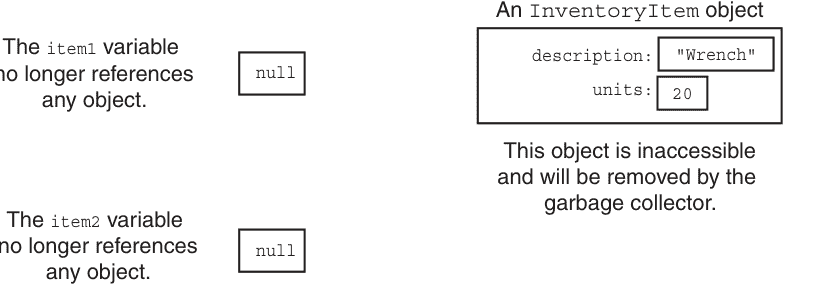 An InventoryItem object
The item1 variable
no longer references
any object.
null
description: "Wrench"
units: 20
This object is inaccessible
and will be removed by the
garbage collector.
The item2 variable
no longer references
any object.
null